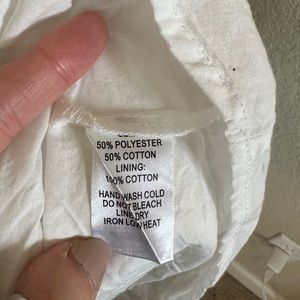 50% POLYESTER
50% COTTON
LINING:
100% COTTON
HAND WASH COLD
DO NOT BLEACH
LINE DRY
IRON LOW HEAT